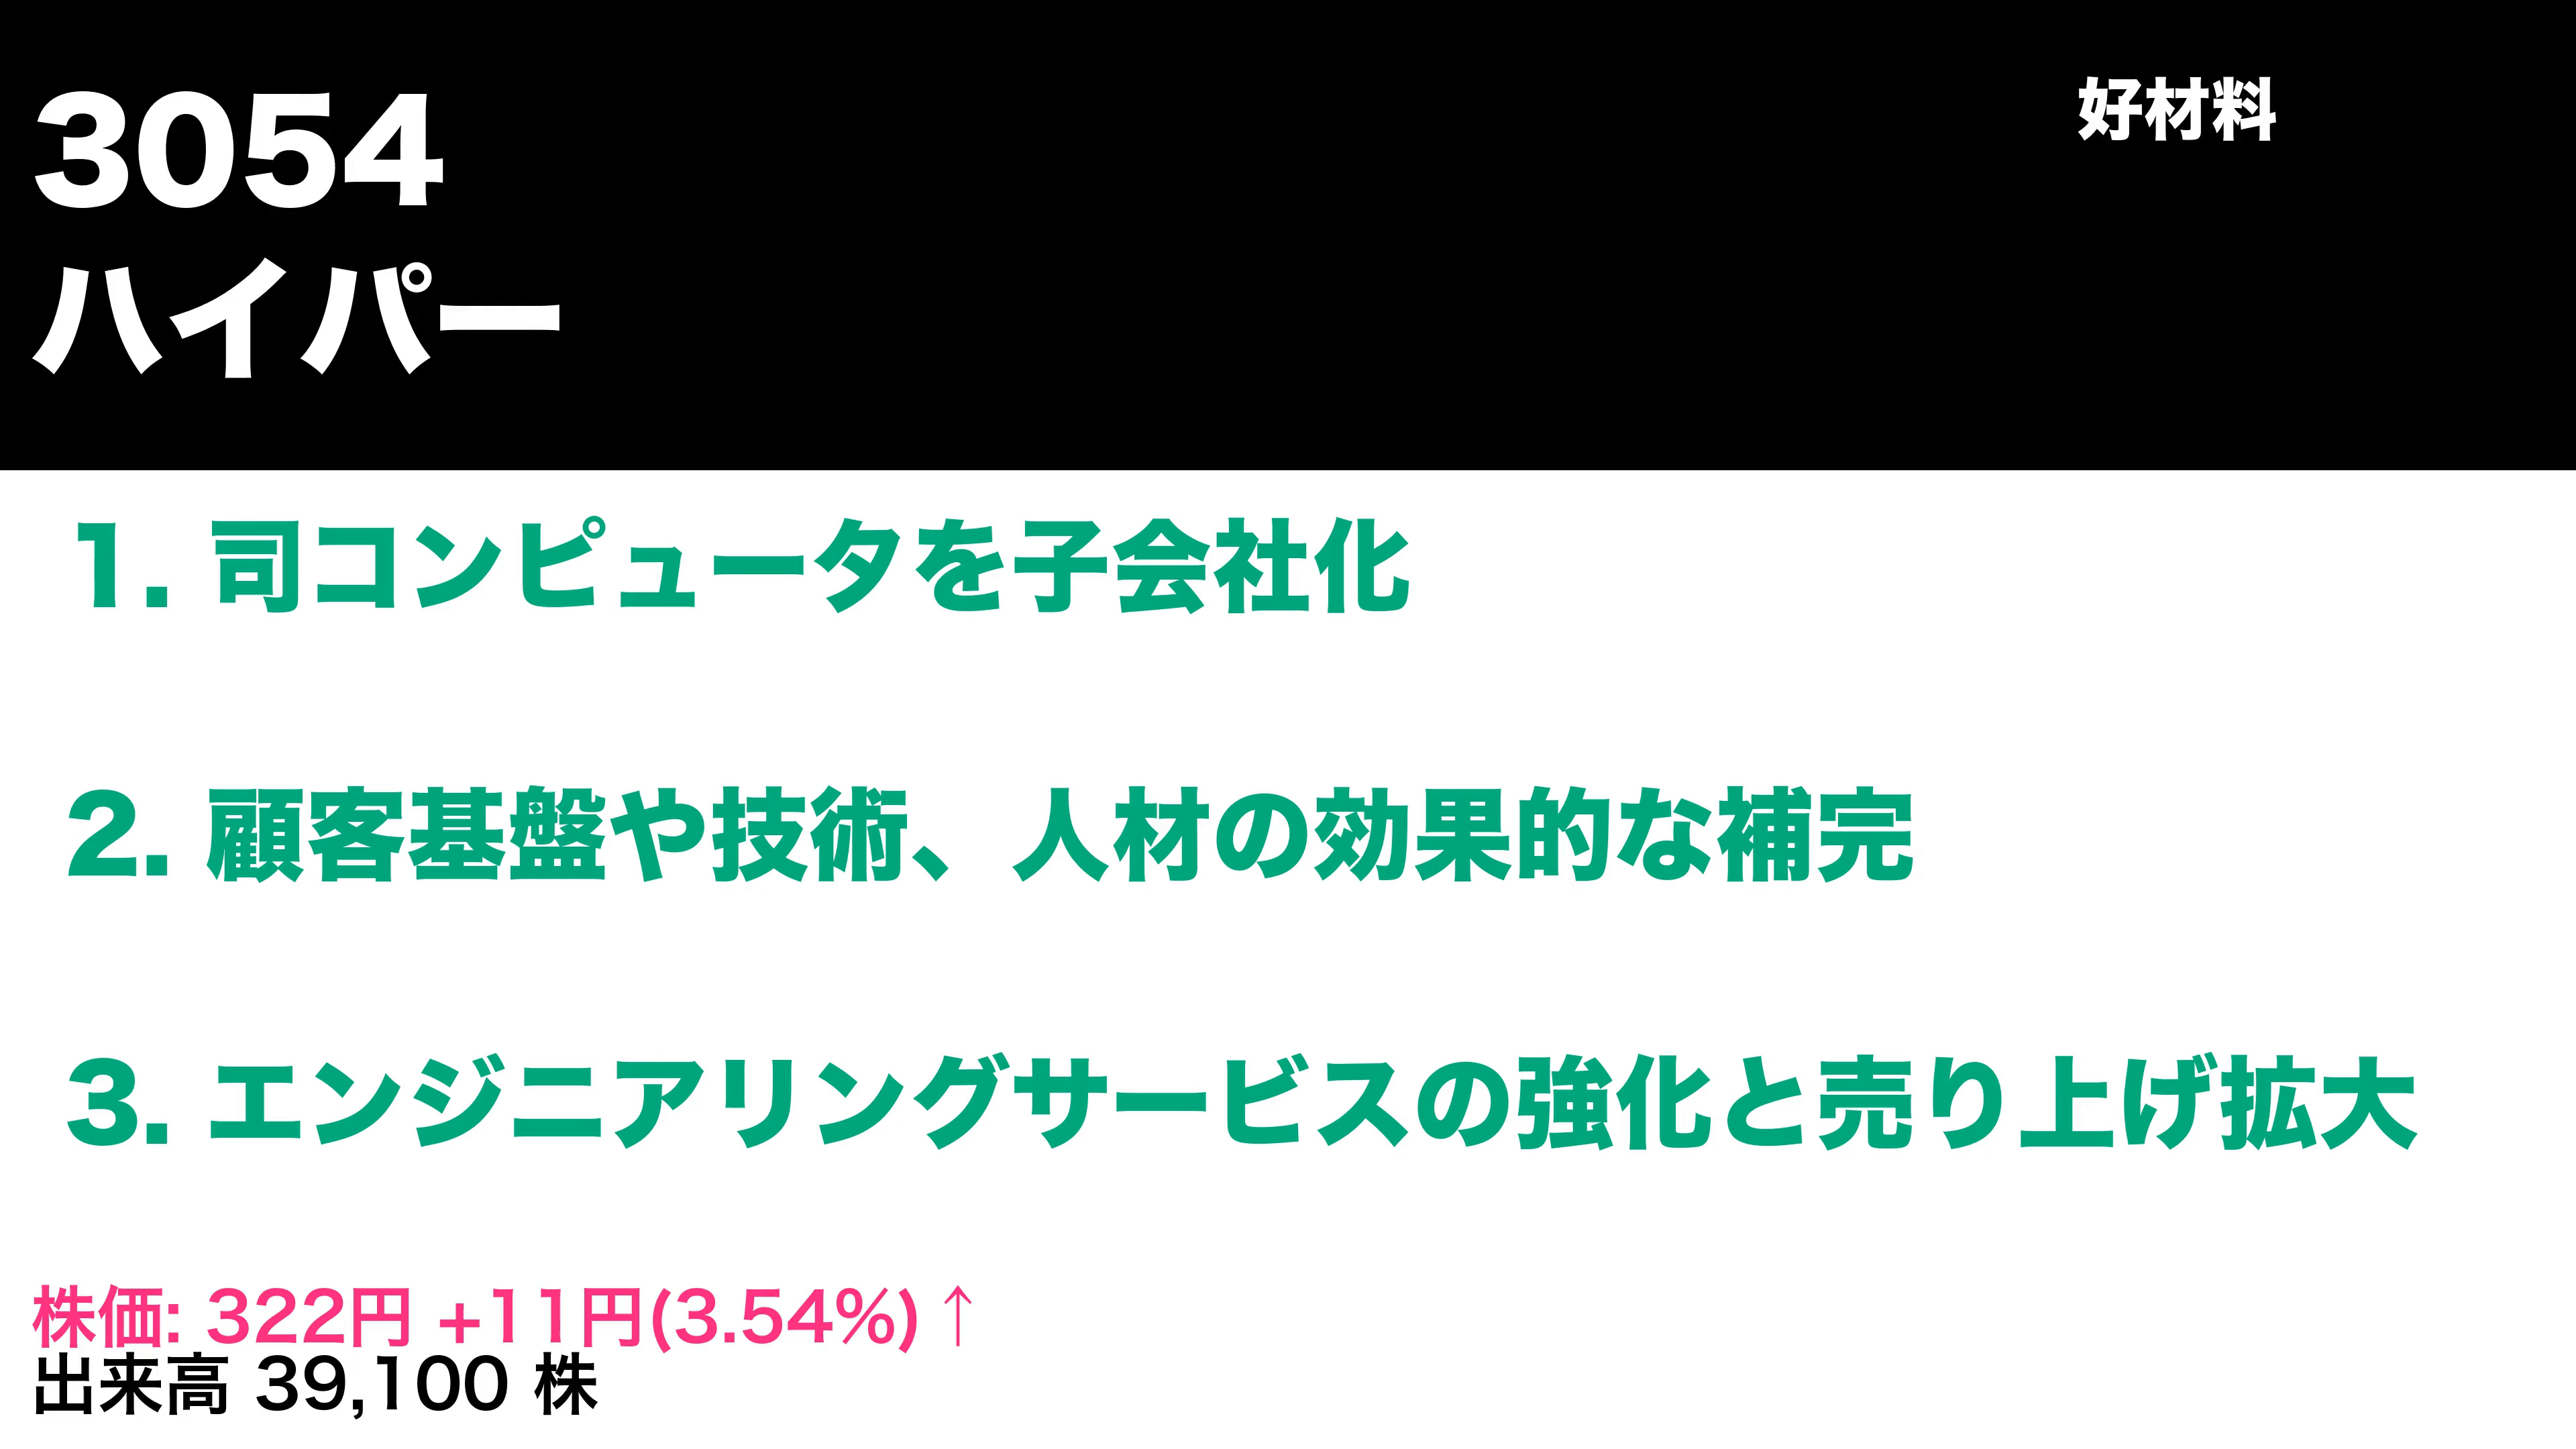 3054
ハイパー
好材料
1. 司コンピュータを子会社化
2. 顧客基盤や技術、人材の効果的な補完
3. エンジニアリングサービスの強化と売り上げ拡大
株価: 322円 +11円(3.54%)↑
出来高 39,100 株